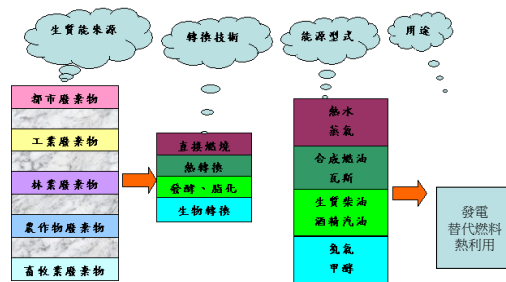 生質能來源
轉換技術
能源型式
用途
都市廢棄物
工業廢棄物
林業廢棄物
農作物廢棄物
畜牧業廢棄物
直接燃燒
熱轉換
發酵、脂化
生物轉換
熱水
蒸氣
合成燃油
瓦斯
生質柴油
酒精汽油
氫氣
甲醇
發電
替代燃料
熱利用